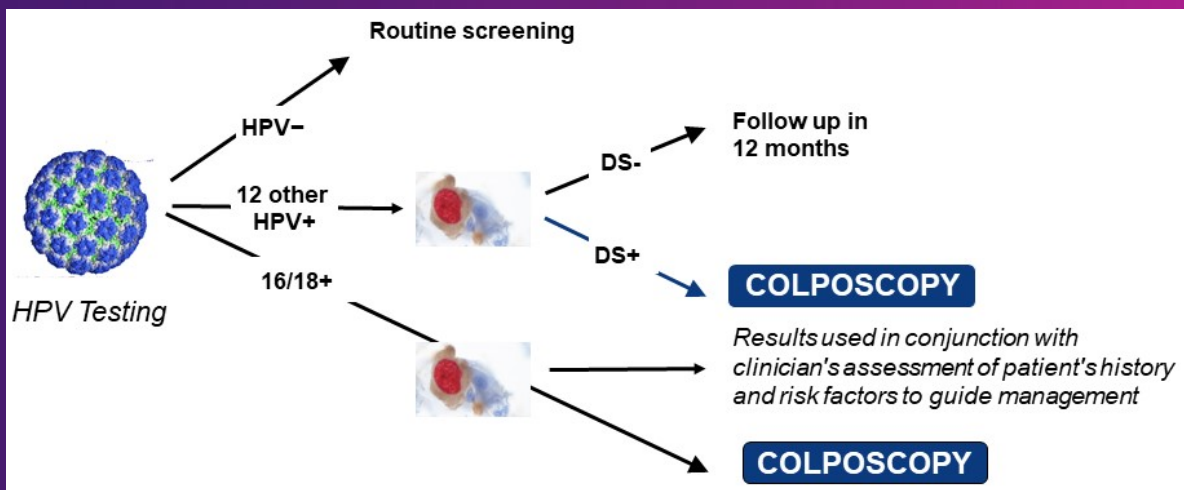 Routine screening
HPV−
Follow up in
12 months
DS-
12 other
HPV+
DS+
16/18+
COLPOSCOPY
HPV Testing
Results used in conjunction with
clinician's assessment of patient's history
and risk factors to guide management
COLPOSCOPY